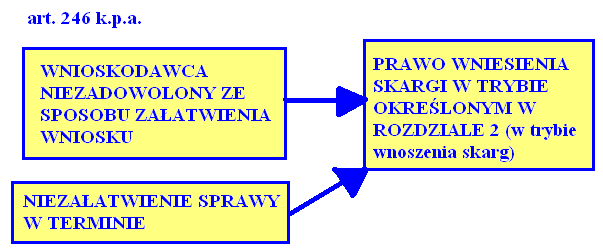 art. 246 k.p.a.
WNIOSKODAWCA
NIEZADOWOLONY ZE
SPOSOBU ZAŁATWIENIA
WNIOSKU
PRAWO WNIESIENIA
SKARGI W TRYBIE
OKREŚLONYM W
ROZDZIALE 2 (w trybie
wnoszenia skarg)
NIEZAŁATWIENIE SPRAWY
W TERMINIE